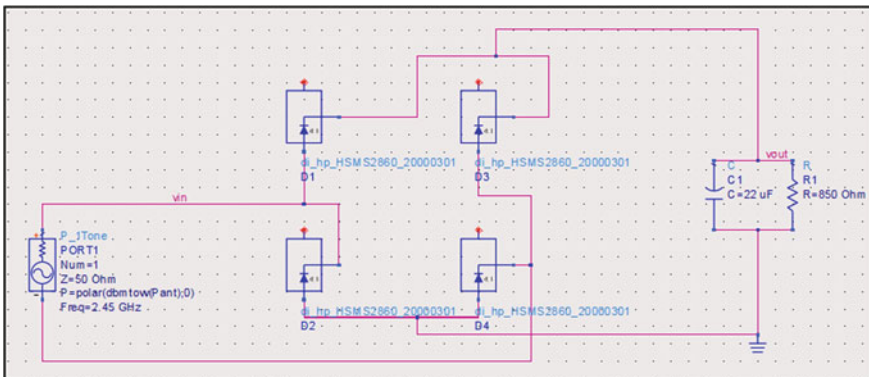 di_hp_HSMS2860_20000301
D1
di_hp_HSMS2860_20000301
D3
vout
C
C1
C=22 uF
R
R1
R=850 Ohm
vin
P_1Tone
PORT1
Num=1
Z=50 Ohm
P=polar(dbmtow(Pant);0)
Freq=2.45 GHz
di_hp_HSMS2860_20000301
D2
di_hp_HSMS2860_20000301
D4